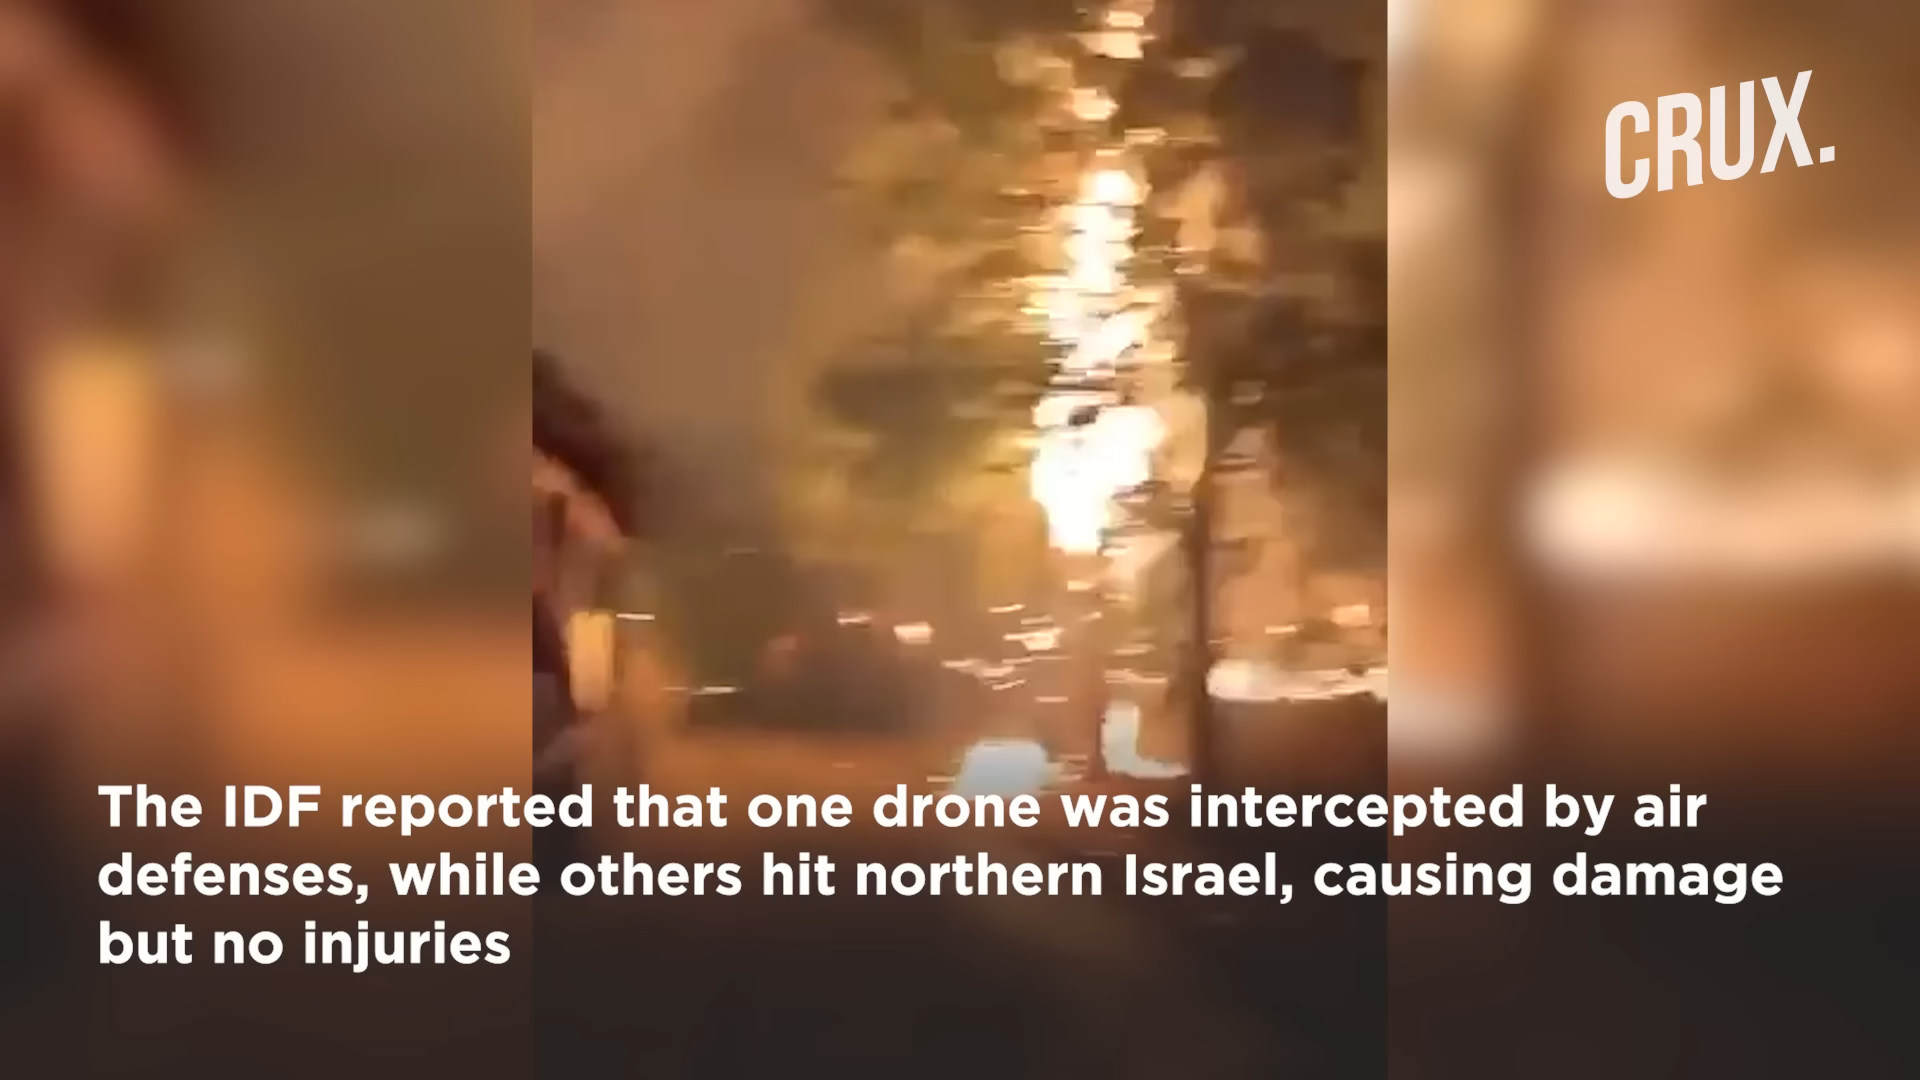 CRUX.
The IDF reported that one drone was intercepted by air
defenses, while others hit northern Israel, causing damage
but no injuries